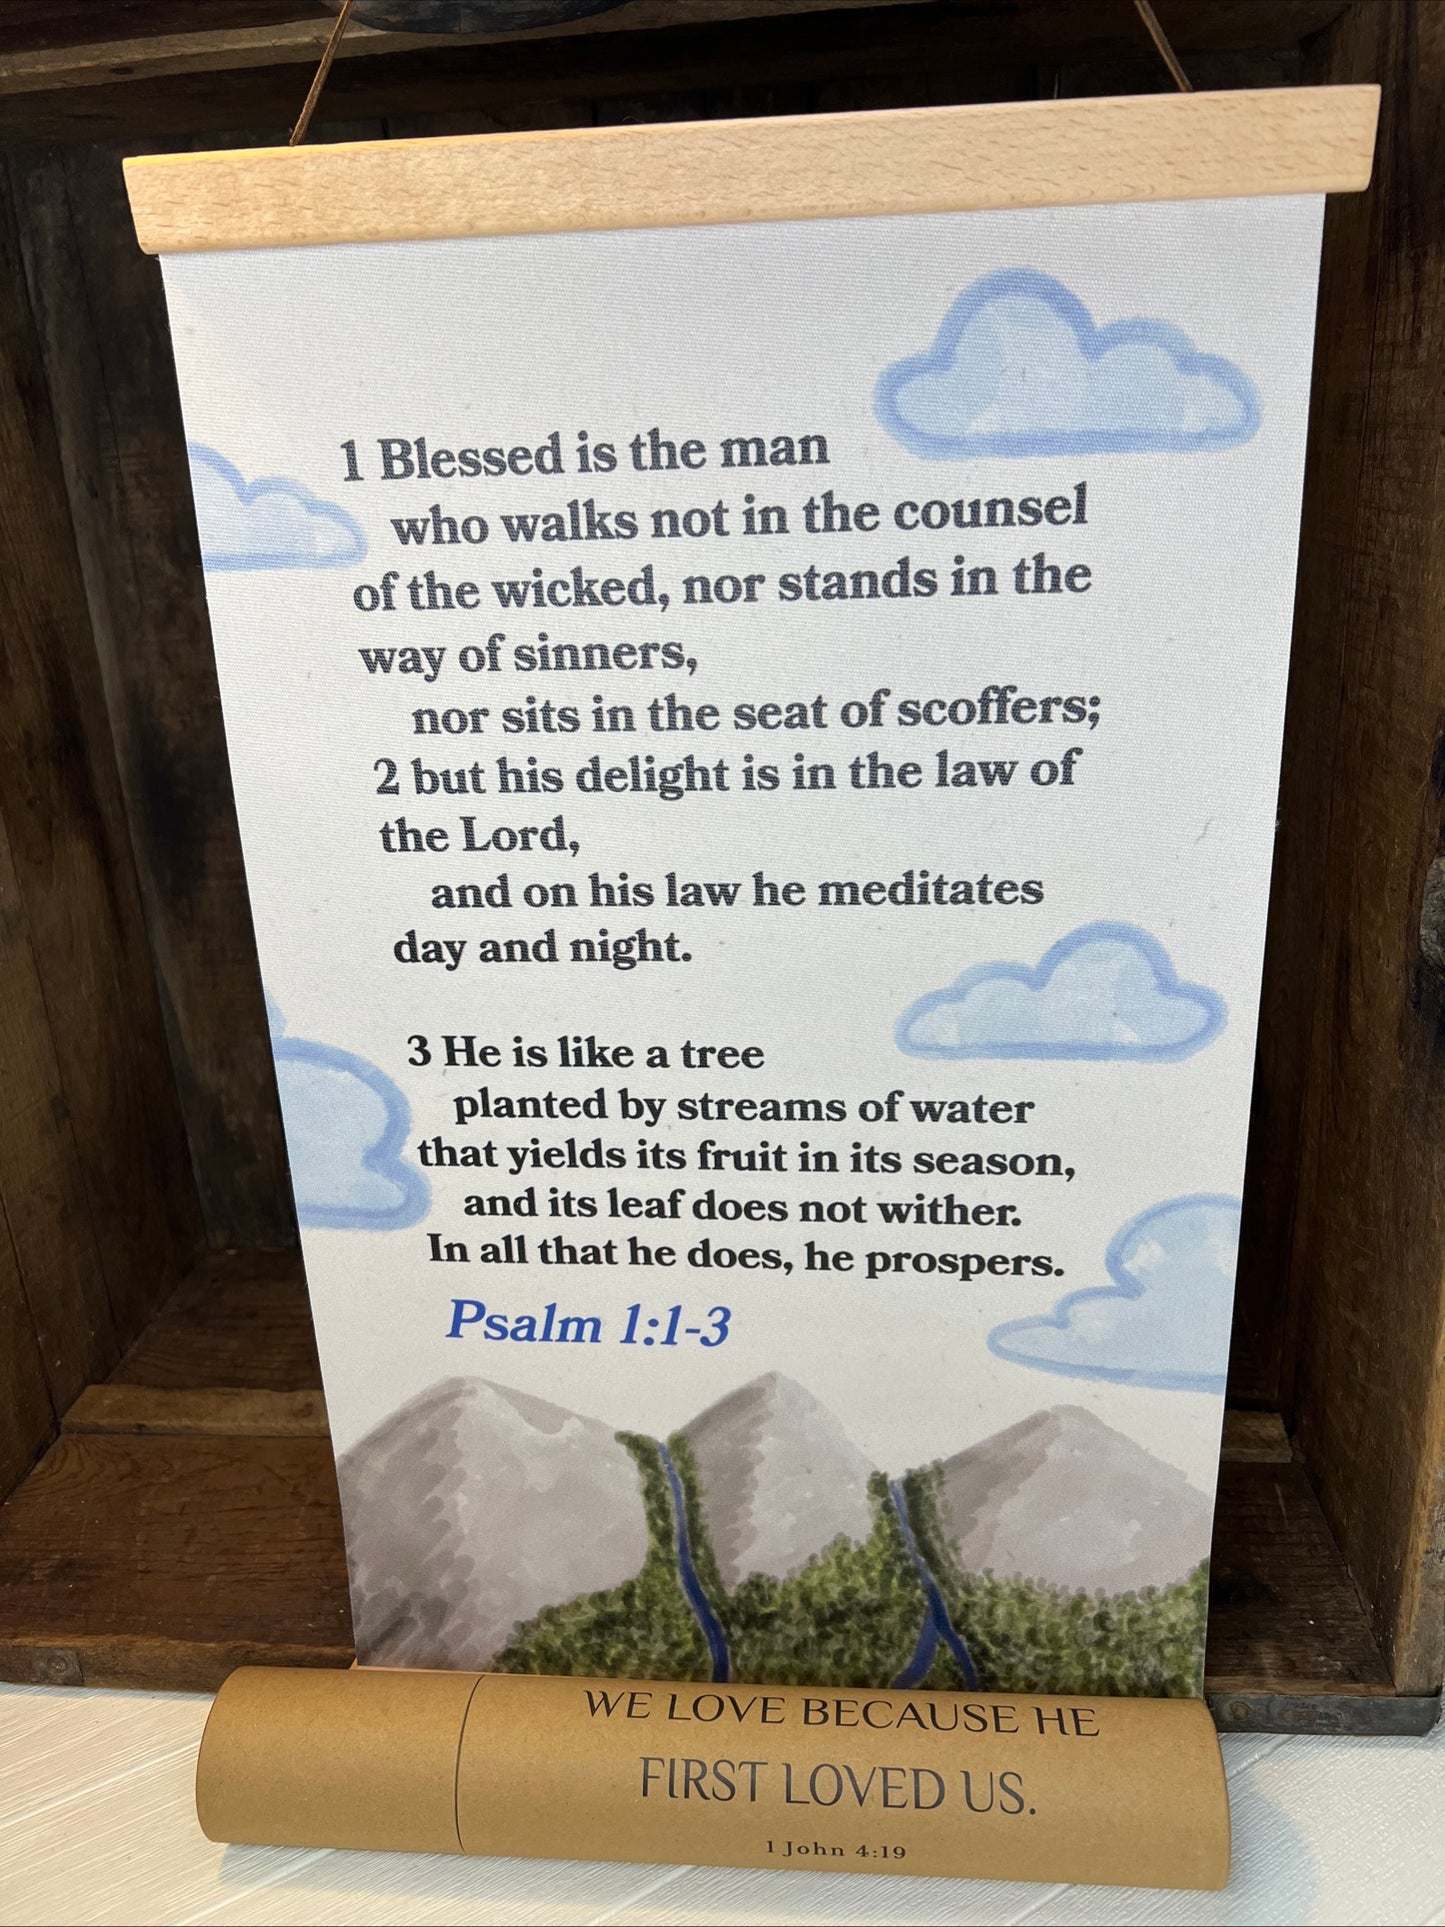 1 Blessed is the man
who walks not in the counsel
of the wicked, nor stands in the
way of sinners,
nor sits in the seat of scoffers;
2 but his delight is in the law of
the Lord,
and on his law he meditates
day and night.
3 He is like a tree
planted by streams of water
that yields its fruit in its season,
and its leaf does not wither.
In all that he does, he prospers.
Psalm 1:1-3
WE LOVE BECAUSE HE
FIRST LOVED US.
1 John 4:19